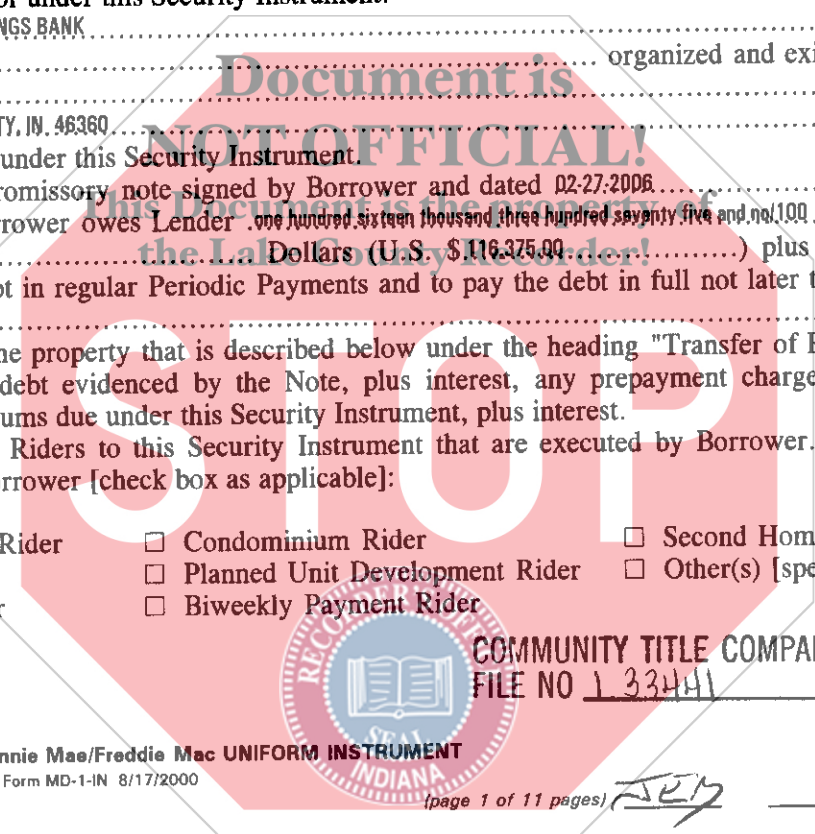 or under this Security Instrument.
NGS BANK
organized and exi
TY, IN. 46360
under this Security Instrument.
romissory note signed by Borrower and dated 02-27-2006
rrower owes Lender one hundred sixteen thousand three hundred seventy five and no/100
Dollars (U.S. $ 116,375.00 ) plus
ot in regular Periodic Payments and to pay the debt in full not later t
ne property that is described below under the heading "Transfer of
debt evidenced by the Note, plus interest, any prepayment charge
ums due under this Security Instrument, plus interest.
Riders to this Security Instrument that are executed by Borrower.
rrower [check box as applicable]:
Rider □ Condominium Rider □ Second Hom
□ Planned Unit Development Rider □ Other(s) [spe
r □ Biweekly Payment Rider
COMMUNITY TITLE COMPA
FILE NO L 33441
nnie Mae/Freddie Mac UNIFORM INSTRUMENT
Form MD-1-IN 8/17/2000
(page 1 of 11 pages) JEM
Document is
NOT OFFICIAL!
This Document is the property of
the Lake County Recorder!
STOP
RECORDER'S OFFICE
SEAL
INDIANA